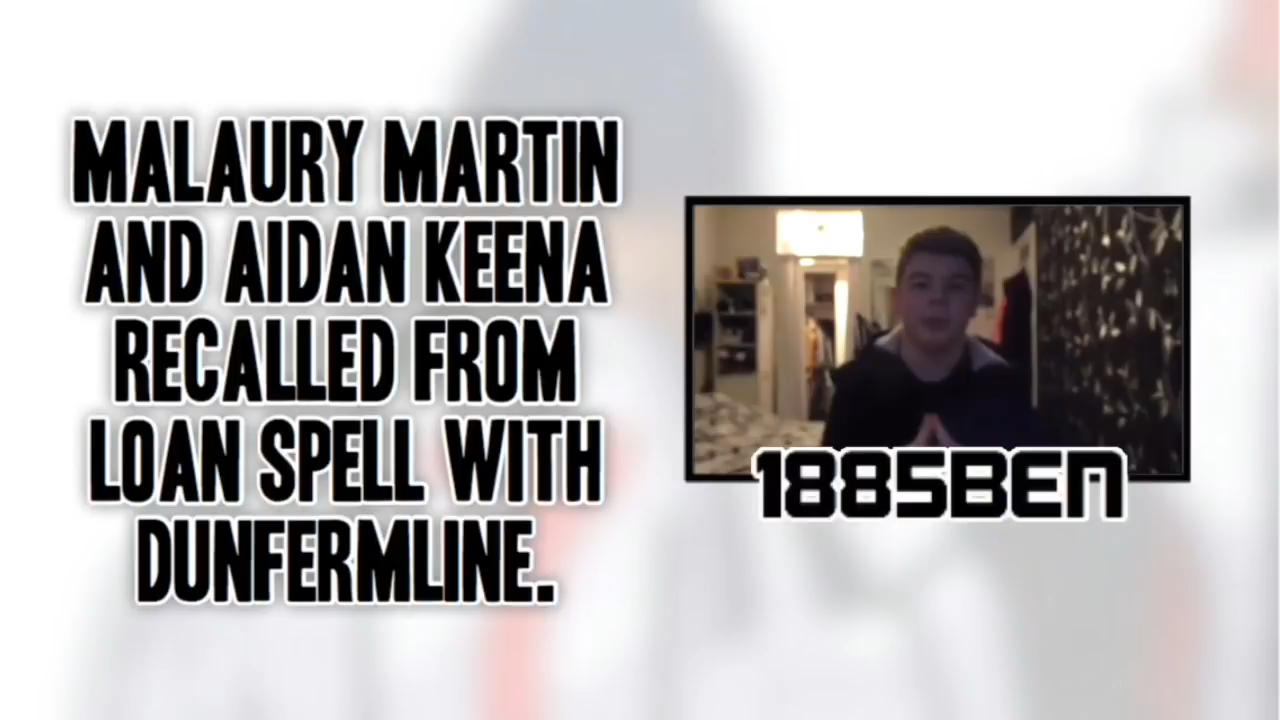 MALAURY MARTIN
AND AIDAN KEENA
RECALLED FROM
LOAN SPELL WITH
DUNFERMLINE.
1885BEN